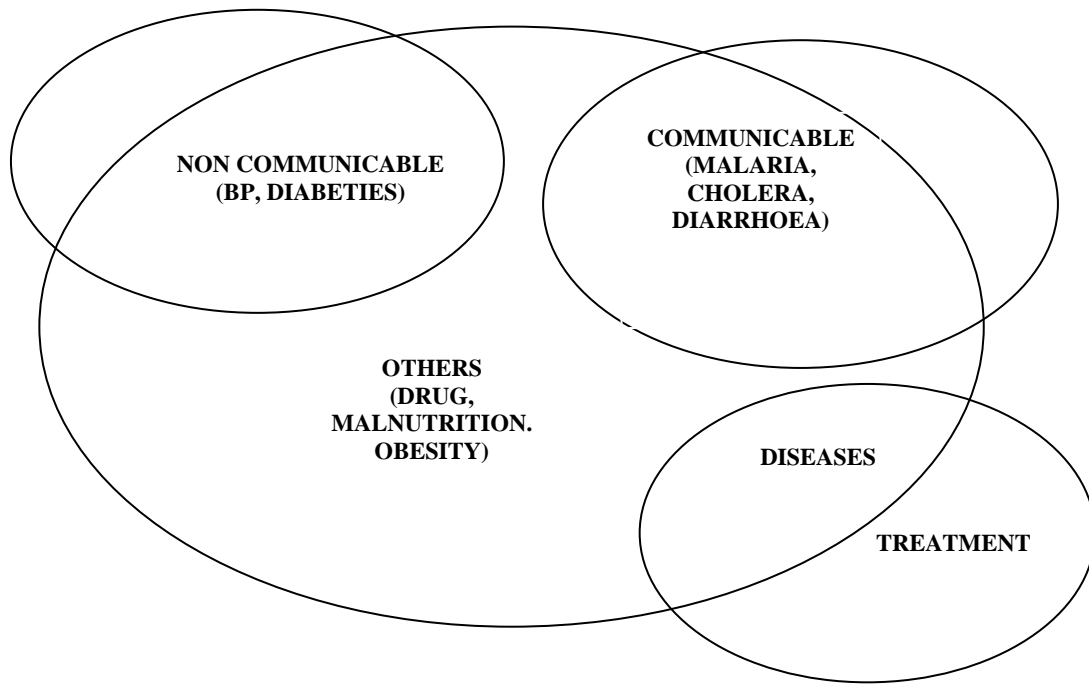 NON COMMUNICABLE
(BP, DIABETIES)
COMMUNICABLE
(MALARIA,
CHOLERA,
DIARRHOEA)
OTHERS
(DRUG,
MALNUTRITION.
OBESITY)
DISEASES
TREATMENT